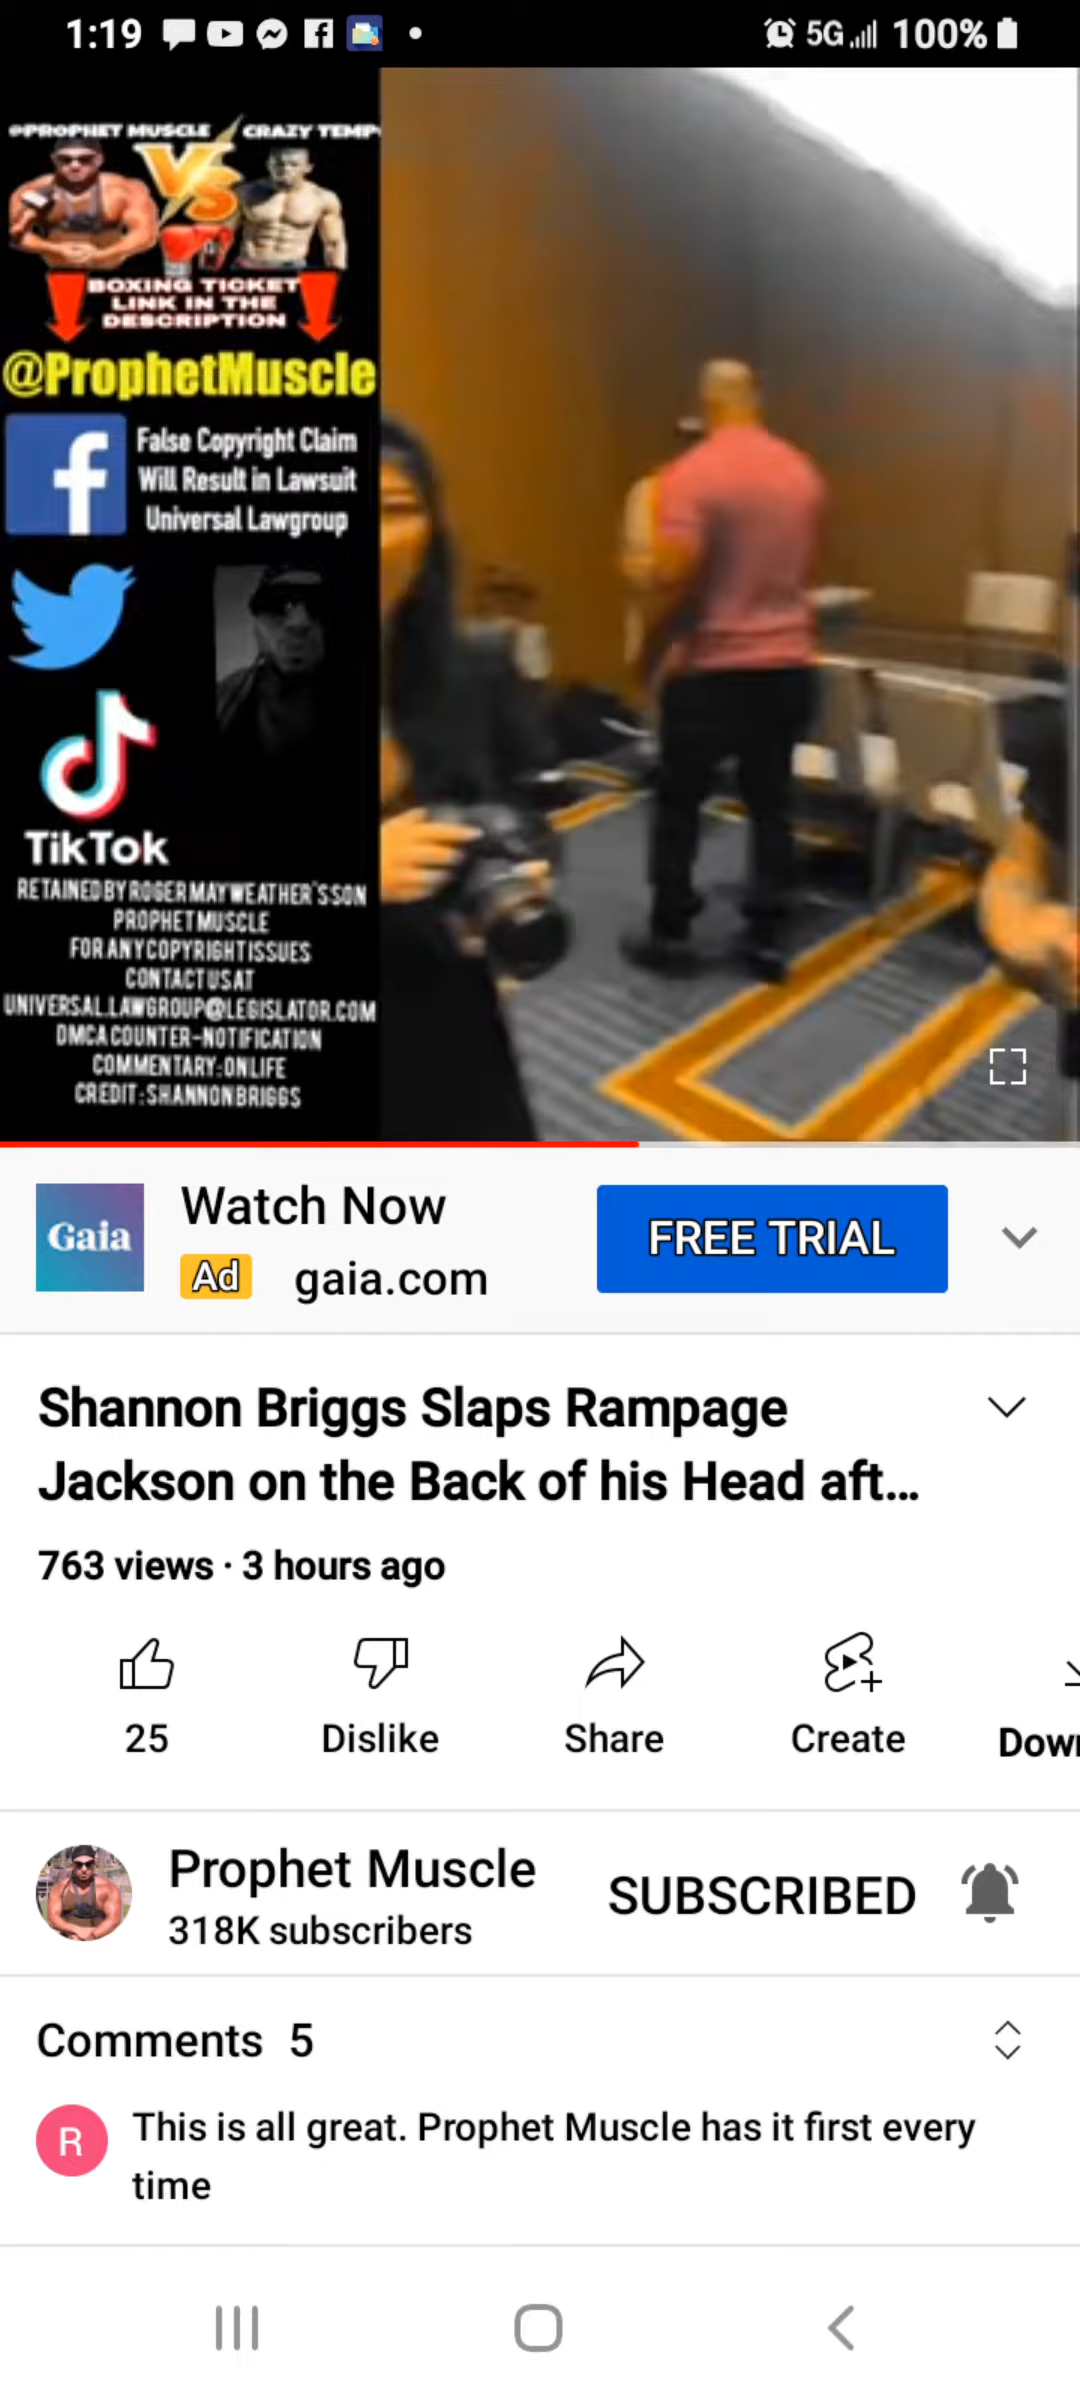 1:19
5G 100%
@PROPHET MUSCLE CRAZY TEMP
VS
BOXING TICKET
LINK IN THE
DESCRIPTION
@ProphetMuscle
f
False Copyright Claim
Will Result in Lawsuit
Universal Lawgroup
TikTok
RETAINED BY ROGER MAYWEATHER'S SON
PROPHET MUSCLE
FOR ANY COPYRIGHT ISSUES
CONTACT US AT
UNIVERSAL.LAWGROUP@LEGISLATOR.COM
DMCA COUNTER-NOTIFICATION
COMMENTARY: ON LIFE
CREDIT: SHANNON BRIGGS
Gaia
Watch Now
FREE TRIAL
Ad gaia.com
Shannon Briggs Slaps Rampage
Jackson on the Back of his Head aft...
763 views · 3 hours ago
25 Dislike Share Create Down
Prophet Muscle
318K subscribers
SUBSCRIBED
Comments 5
R
This is all great. Prophet Muscle has it first every
time